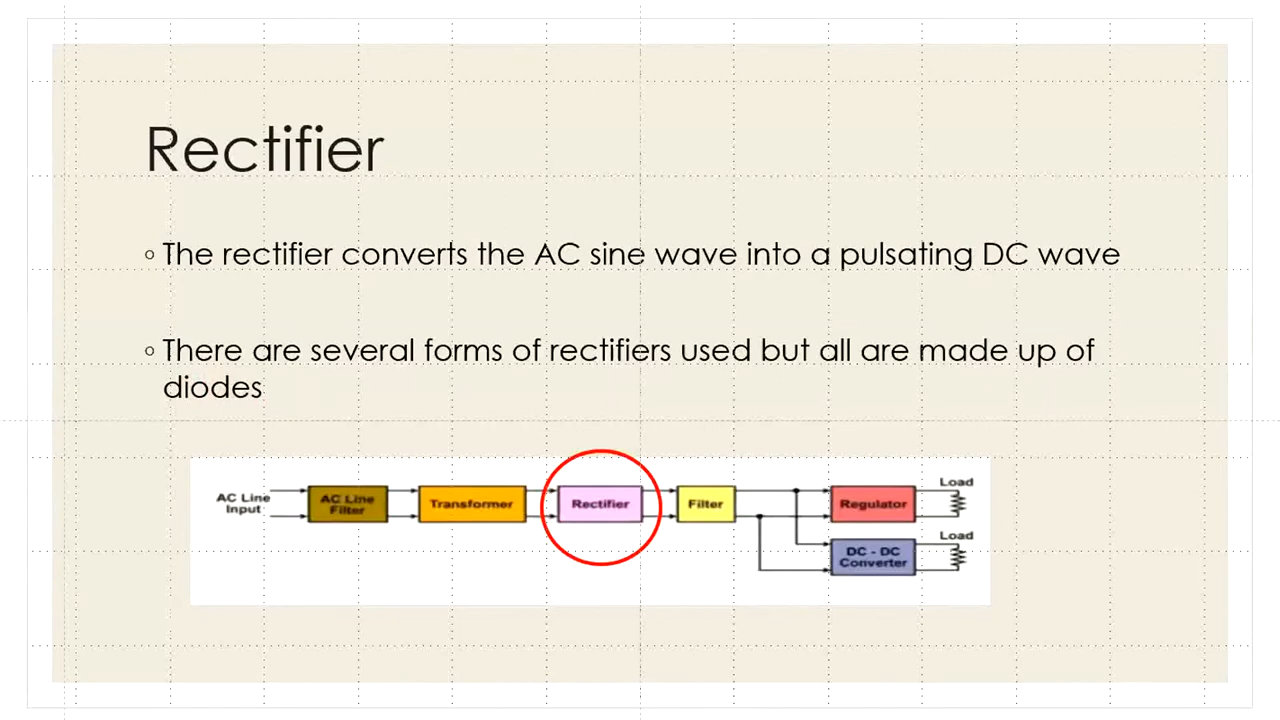 Rectifier
◦ The rectifier converts the AC sine wave into a pulsating DC wave
◦ There are several forms of rectifiers used but all are made up of
diodes
AC Line
Input
AC Line
Filter
Transformer
Rectifier
Filter
Regulator
Load
DC - DC
Converter
Load